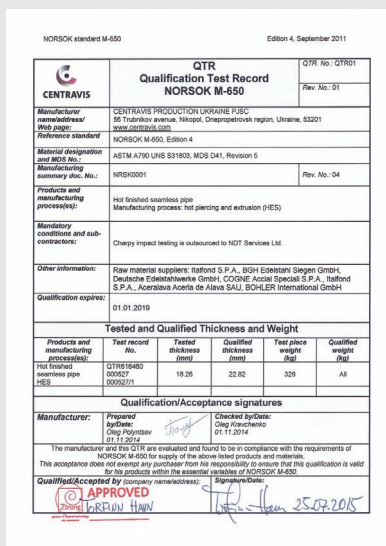 NORSOK standard M-650 Edition 4, September 2011
CENTRAVIS
QTR
Qualification Test Record
NORSOK M-650
QTR. No.: QTR01
Rev. No.: 01
Manufacturer name/address/ Web page:
CENTRAVIS PRODUCTION UKRAINE PJSC
56 Trubnikov avenue, Nikopol, Dnepropetrovsk region, Ukraine, 53201
www.centravis.com
Reference standard
NORSOK M-650, Edition 4
Material designation and MDS No.:
ASTM A790 UNS S31803, MDS D41, Revision 5
Manufacturing summary doc. No.:
NRSK0001
Rev. No.: 04
Products and manufacturing process(es):
Hot finished seamless pipe
Manufacturing process: hot piercing and extrusion (HES)
Mandatory conditions and sub-contractors:
Charpy impact testing is outsourced to NDT Services Ltd.
Other information:
Raw material suppliers: Italfond S.P.A., BGH Edelstahl Siegen GmbH,
Deutsche Edelstahlwerke GmbH, COGNE Acciai Speciali S.P.A., Italfond
S.P.A., Aceralava Aceria de Alava SAU, BOHLER International GmbH
Qualification expires:
01.01.2019
Tested and Qualified Thickness and Weight
Products and manufacturing process(es):
Test record No.
Tested thickness (mm)
Qualified thickness (mm)
Test piece weight (kg)
Qualified weight (kg)
Hot finished seamless pipe HES
QTR616460
000527
000527/1
18.26
22.82
328
All
Qualification/Acceptance signatures
Manufacturer:
Prepared by/Date:
Oleg Polyntsev
01.11.2014
Checked by/Date:
Oleg Kravchenko
01.11.2014
The manufacturer and this QTR are evaluated and found to be in compliance with the requirements of
NORSOK M-650 for supply of the above listed products and materials.
This acceptance does not exempt any purchaser from his responsibility to ensure that this qualification is valid
for his products within the essential variables of NORSOK M-650.
Qualified/Accepted by (company name/address):
Signature/Date:
APPROVED
TORFINN HAVN
25.07.2015